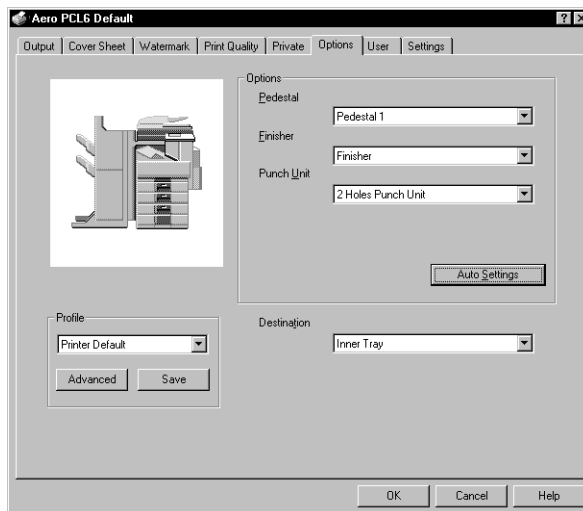 Aero PCL6 Default
Output Cover Sheet Watermark Print Quality Private Options User Settings
Options
Pedestal
Pedestal 1
Finisher
Finisher
Punch Unit
2 Holes Punch Unit
Auto Settings
Profile
Printer Default
Advanced Save
Destination
Inner Tray
OK Cancel Help